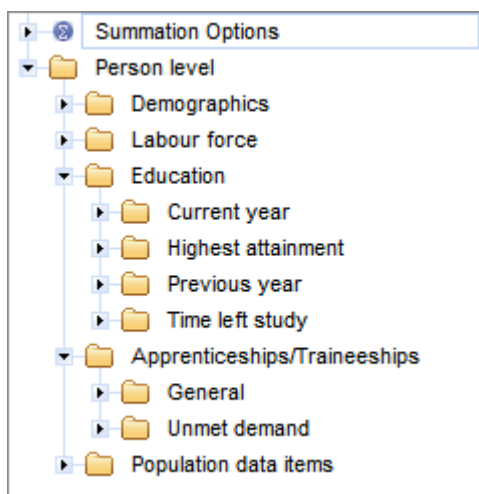 Summation Options
Person level
Demographics
Labour force
Education
Current year
Highest attainment
Previous year
Time left study
Apprenticeships/Traineeships
General
Unmet demand
Population data items